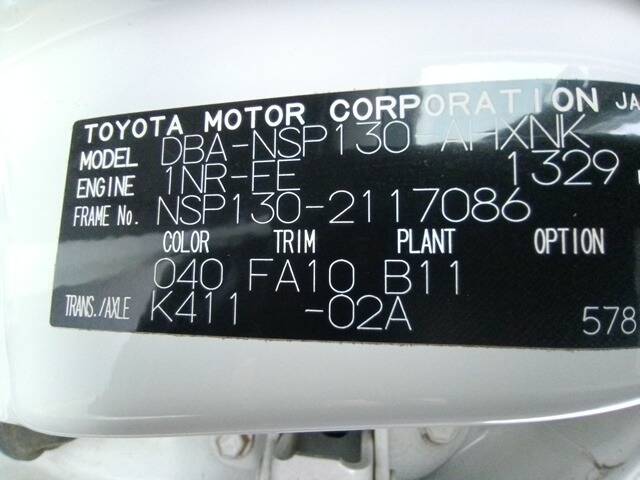 TOYOTA MOTOR CORPORATION JA
MODEL DBA-NSP130-AHXNK
ENGINE 1NR-FE 1329
FRAME No. NSP130-2117086
COLOR TRIM PLANT OPTION
040 FA10 B11
TRANS./AXLE K411 -02A
578